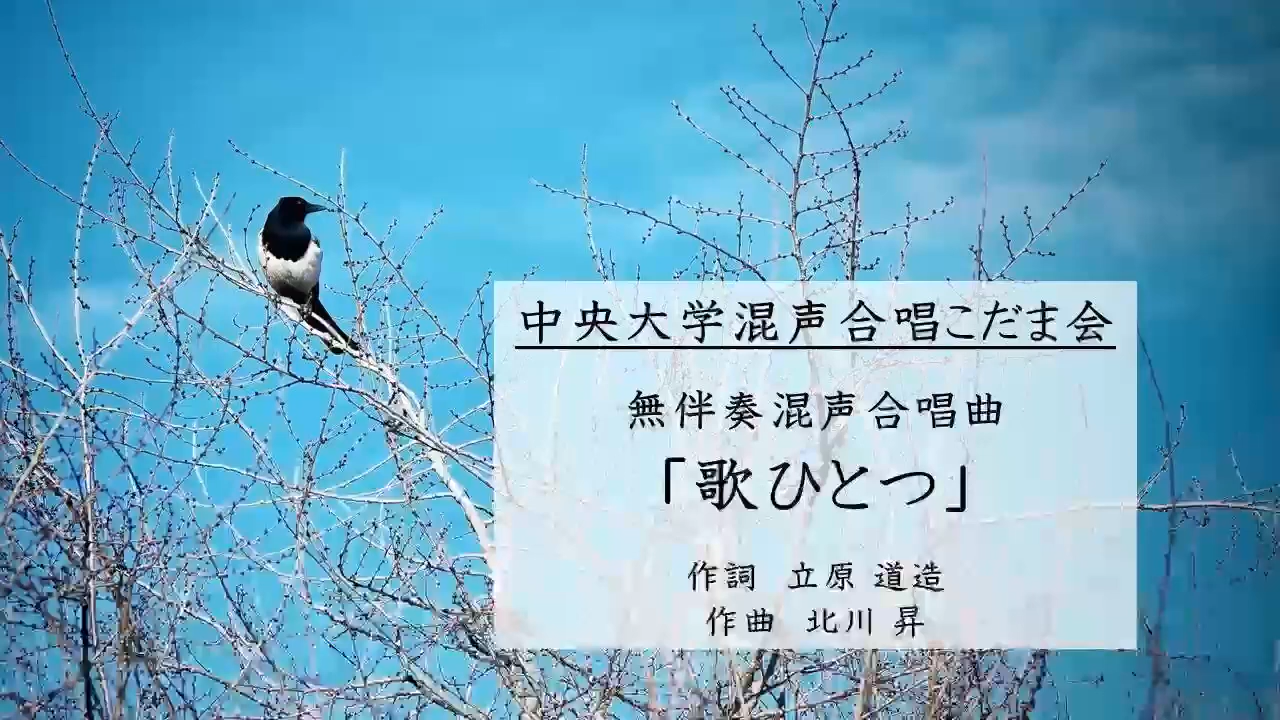 中央大学混声合唱こだま会
無伴奏混声合唱曲
「歌ひとつ」
作詞 立原 道造
作曲 北川 昇